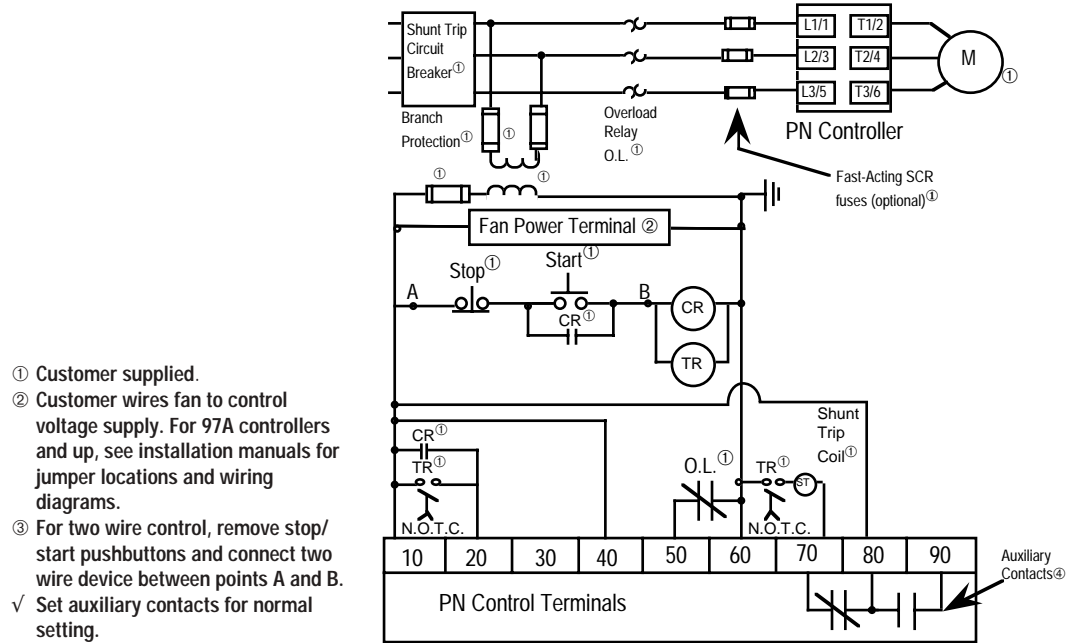 Shunt Trip
Circuit
Breaker①
L1/1 T1/2
L2/3 T2/4
L3/5 T3/6
M
①
Branch
Protection①
①
Overload
Relay
O.L.①
PN Controller
Fast-Acting SCR
fuses (optional)①
①
①
Fan Power Terminal ②
Stop①
Start①
A
B
CR
CR①
TR
① Customer supplied.
② Customer wires fan to control
voltage supply. For 97A controllers
and up, see installation manuals for
jumper locations and wiring
diagrams.
③ For two wire control, remove stop/
start pushbuttons and connect two
wire device between points A and B.
√ Set auxiliary contacts for normal
setting.
CR①
TR①
N.O.T.C.
O.L.①
TR①
ST
N.O.T.C.
Shunt
Trip
Coil①
10 20 30 40 50 60 70 80 90
PN Control Terminals
Auxiliary
Contacts④